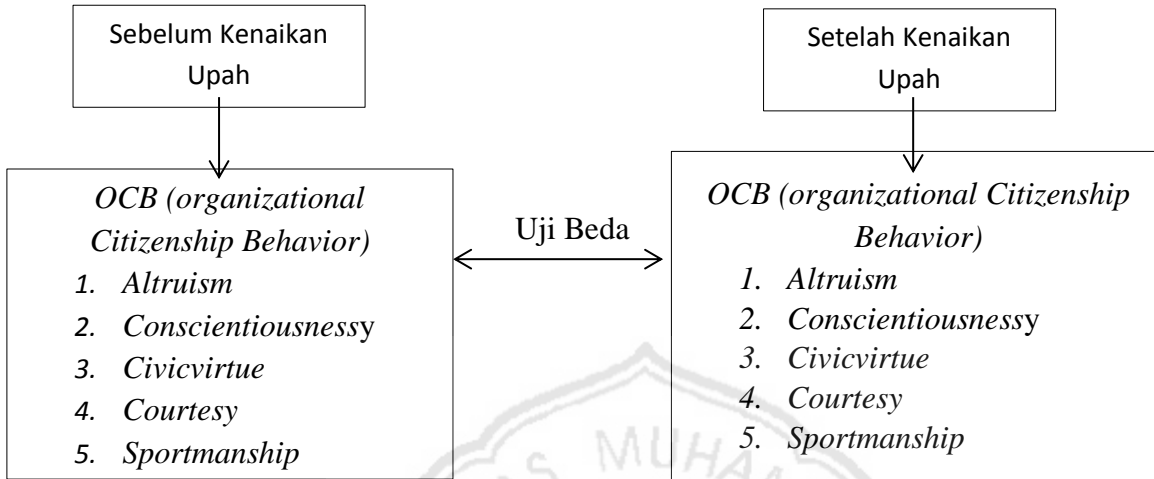 Sebelum Kenaikan
Upah
Setelah Kenaikan
Upah
OCB (organizational
Citizenship Behavior)
1. Altruism
2. Conscientiousnessy
3. Civicvirtue
4. Courtesy
5. Sportmanship
Uji Beda
OCB (organizational Citizenship
Behavior)
1. Altruism
2. Conscientiousnessy
3. Civicvirtue
4. Courtesy
5. Sportmanship